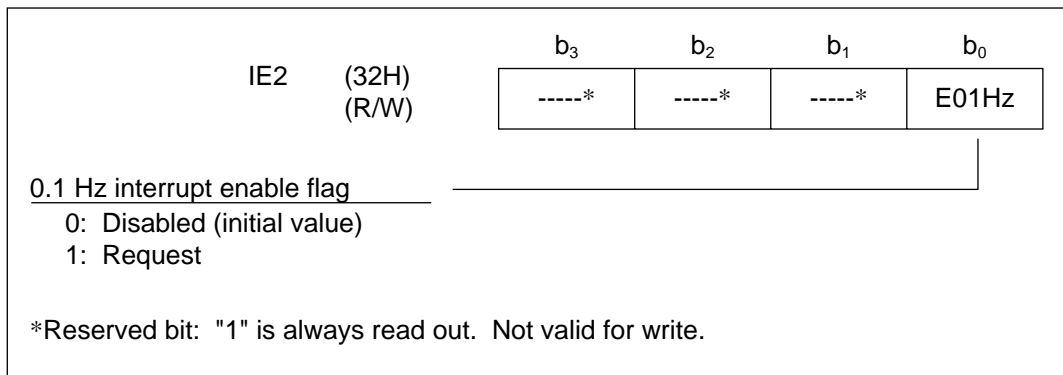 b3 b2 b1 b0
IE2 (32H) -----* -----* -----* E01Hz
(R/W)
0.1 Hz interrupt enable flag
0: Disabled (initial value)
1: Request
*Reserved bit: "1" is always read out. Not valid for write.